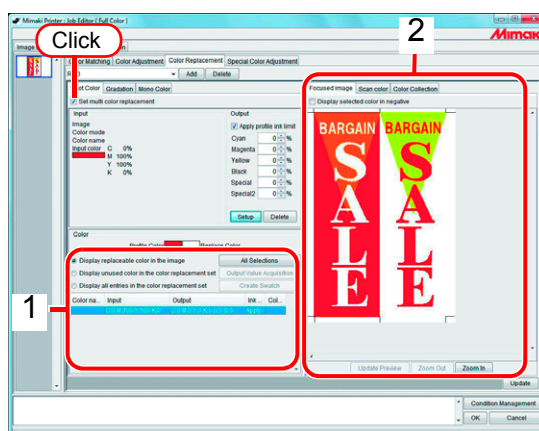 Mimaki Printer : Job Editor [ Full Color ]
Mimaki
Image
Click
2
Color Matching Color Adjustment Color Replacement Special Color Adjustment
Add Delete
Spot Color Gradation Mono Color
Focused image Scan color Color Collection
Set multi color replacement
Display selected color in negative
Input
Output
Image
Apply profile ink limit
Color mode
Color name
Input color C 0%
M 100%
Y 100%
K 0%
Cyan 0 %
Magenta 0 %
Yellow 0 %
Black 0 %
Special 0 %
Special2 0 %
Setup Delete
BARGAIN BARGAIN
SALE SALE
Color
Profile Color Replace Color
1
Display replaceable color in the image All Selections
Display unused color in the color replacement set Output Value Acquisition
Display all entries in the color replacement set Create Swatch
Color na... Input Output Ink ... Col...
Update Preview Zoom Out Zoom In
Update
Condition Management
OK Cancel